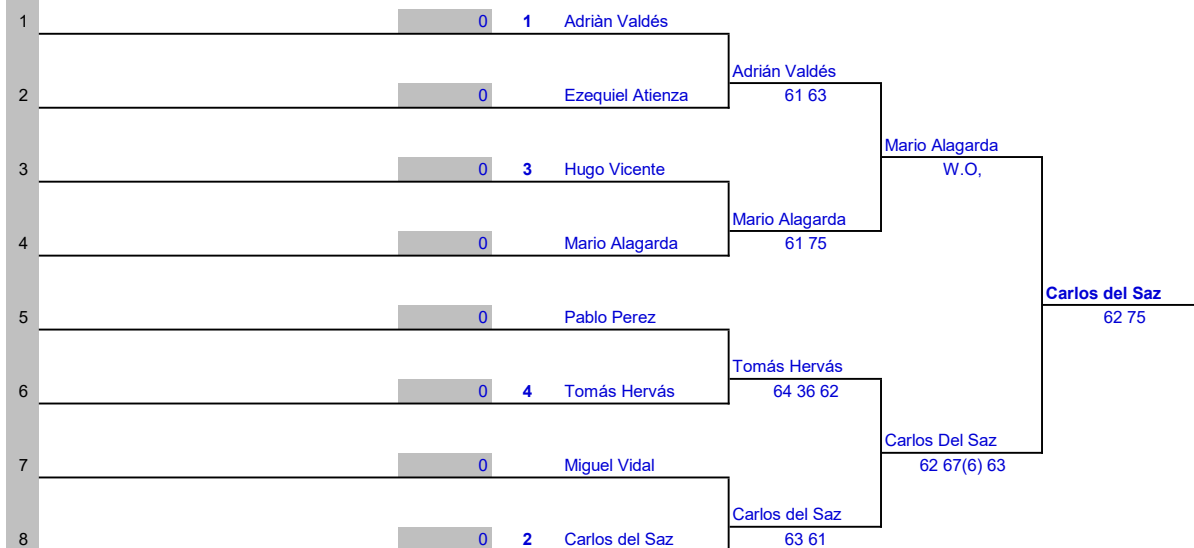 1 0 1 Adriàn Valdés
Adrián Valdés
2 0 Ezequiel Atienza 61 63
Mario Alagarda
3 0 3 Hugo Vicente W.O,
Mario Alagarda
4 0 Mario Alagarda 61 75
Carlos del Saz
5 0 Pablo Perez 62 75
Tomás Hervás
6 0 4 Tomás Hervás 64 36 62
Carlos Del Saz
7 0 Miguel Vidal 62 67(6) 63
Carlos del Saz
8 0 2 Carlos del Saz 63 61